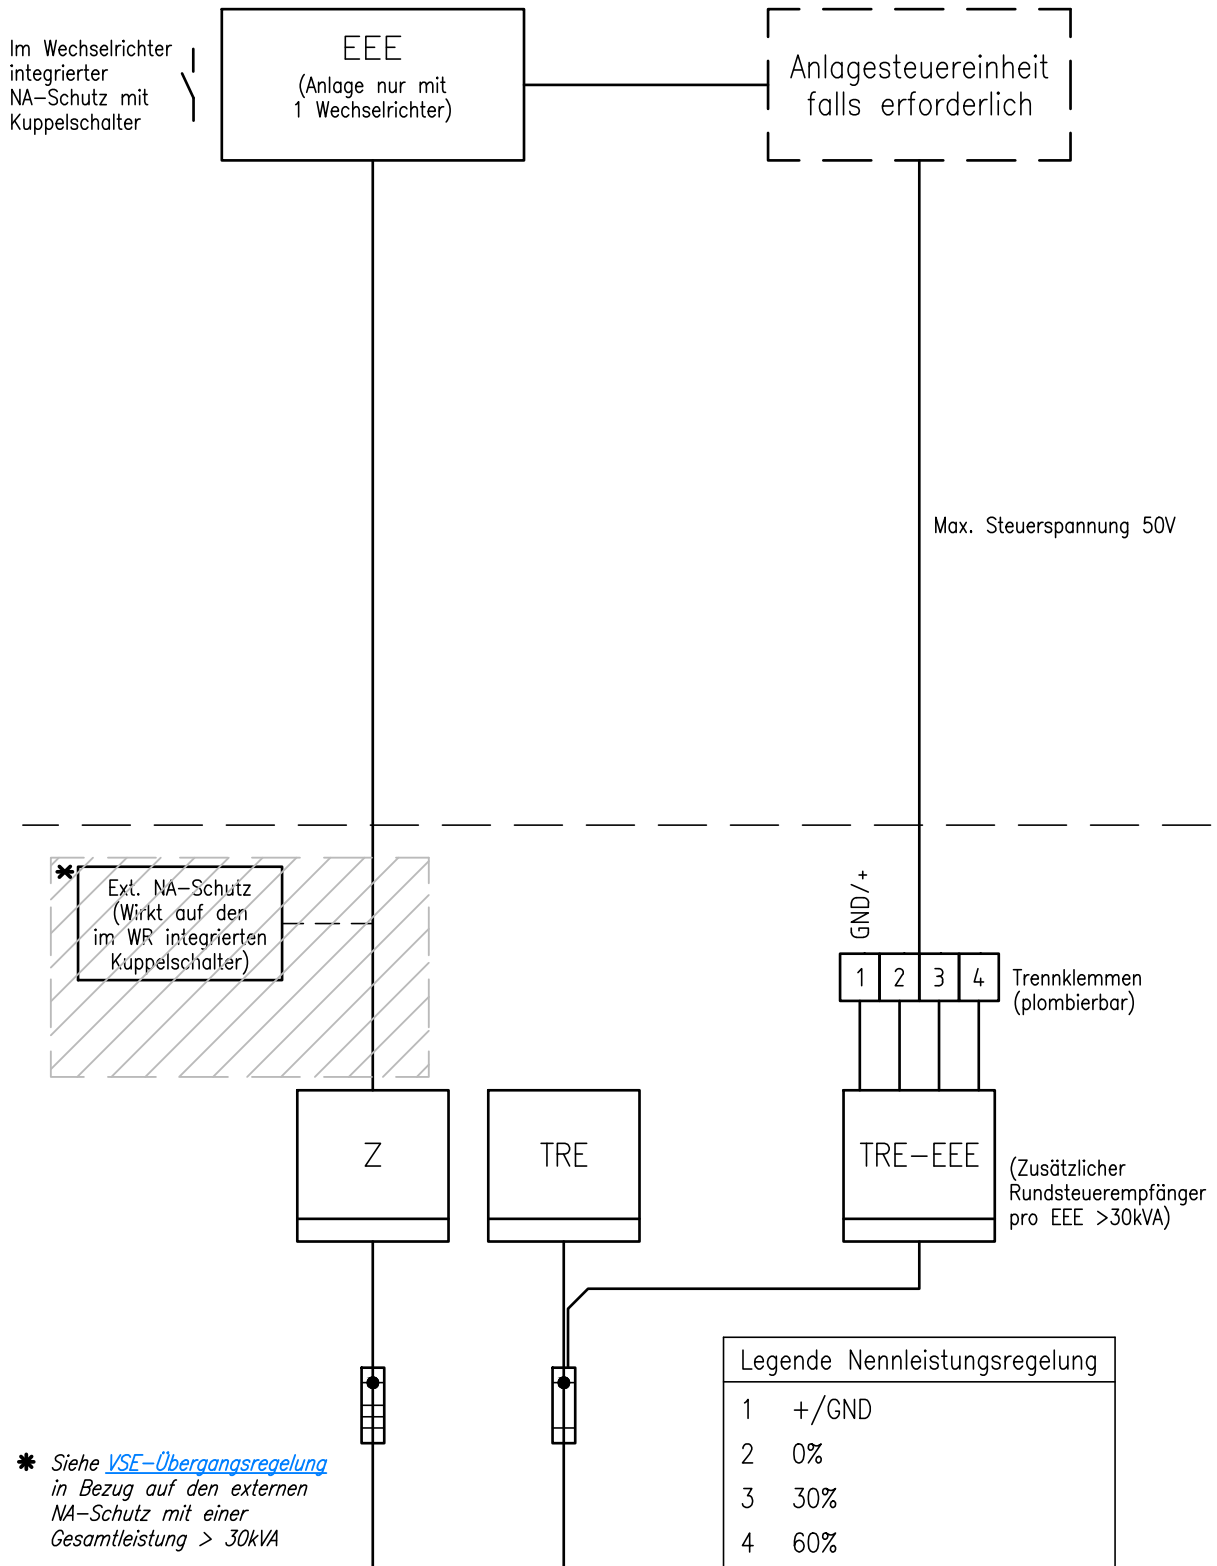 Im Wechselrichter
integrierter
NA-Schutz mit
Kuppelschalter
EEE
(Anlage nur mit
1 Wechselrichter)
Anlagesteuereinheit
falls erforderlich
Max. Steuerspannung 50V
*
Ext. NA-Schutz
(Wirkt auf den
im WR integrierten
Kuppelschalter)
GND/+
1 2 3 4
Trennklemmen
(plombierbar)
Z
TRE
TRE-EEE
(Zusätzlicher
Rundsteuerempfänger
pro EEE >30kVA)
Legende Nennleistungsregelung
1 +/GND
2 0%
3 30%
4 60%
* Siehe VSE-Übergangsregelung
in Bezug auf den externen
NA-Schutz mit einer
Gesamtleistung > 30kVA